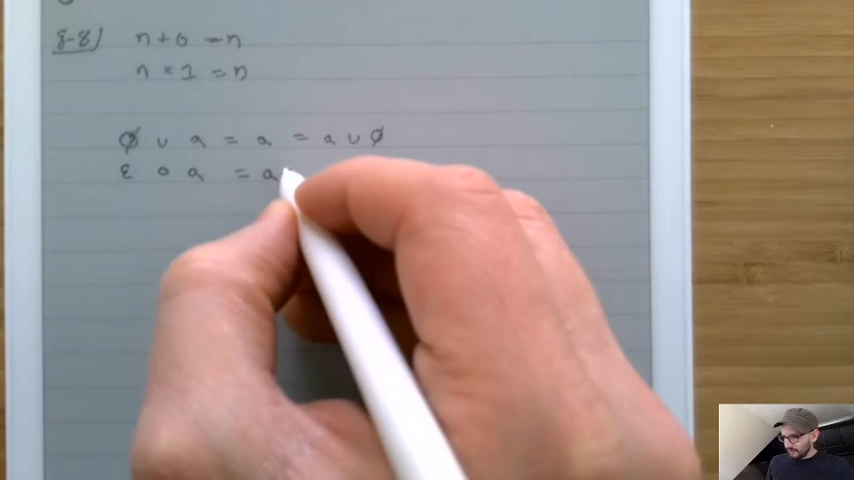 8-8) n + 0 = n
n × 1 = n
∅ ∪ a = a = a ∪ ∅
ε ∘ a = a